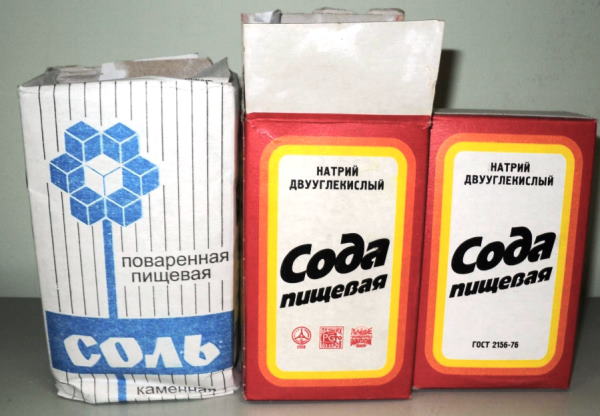 поваренная
пищевая
СОЛЬ
каменная
НАТРИЙ
ДВУУГЛЕКИСЛЫЙ
Сода
пищевая
НАТРИЙ
ДВУУГЛЕКИСЛЫЙ
Сода
пищевая
ГОСТ 2156-76